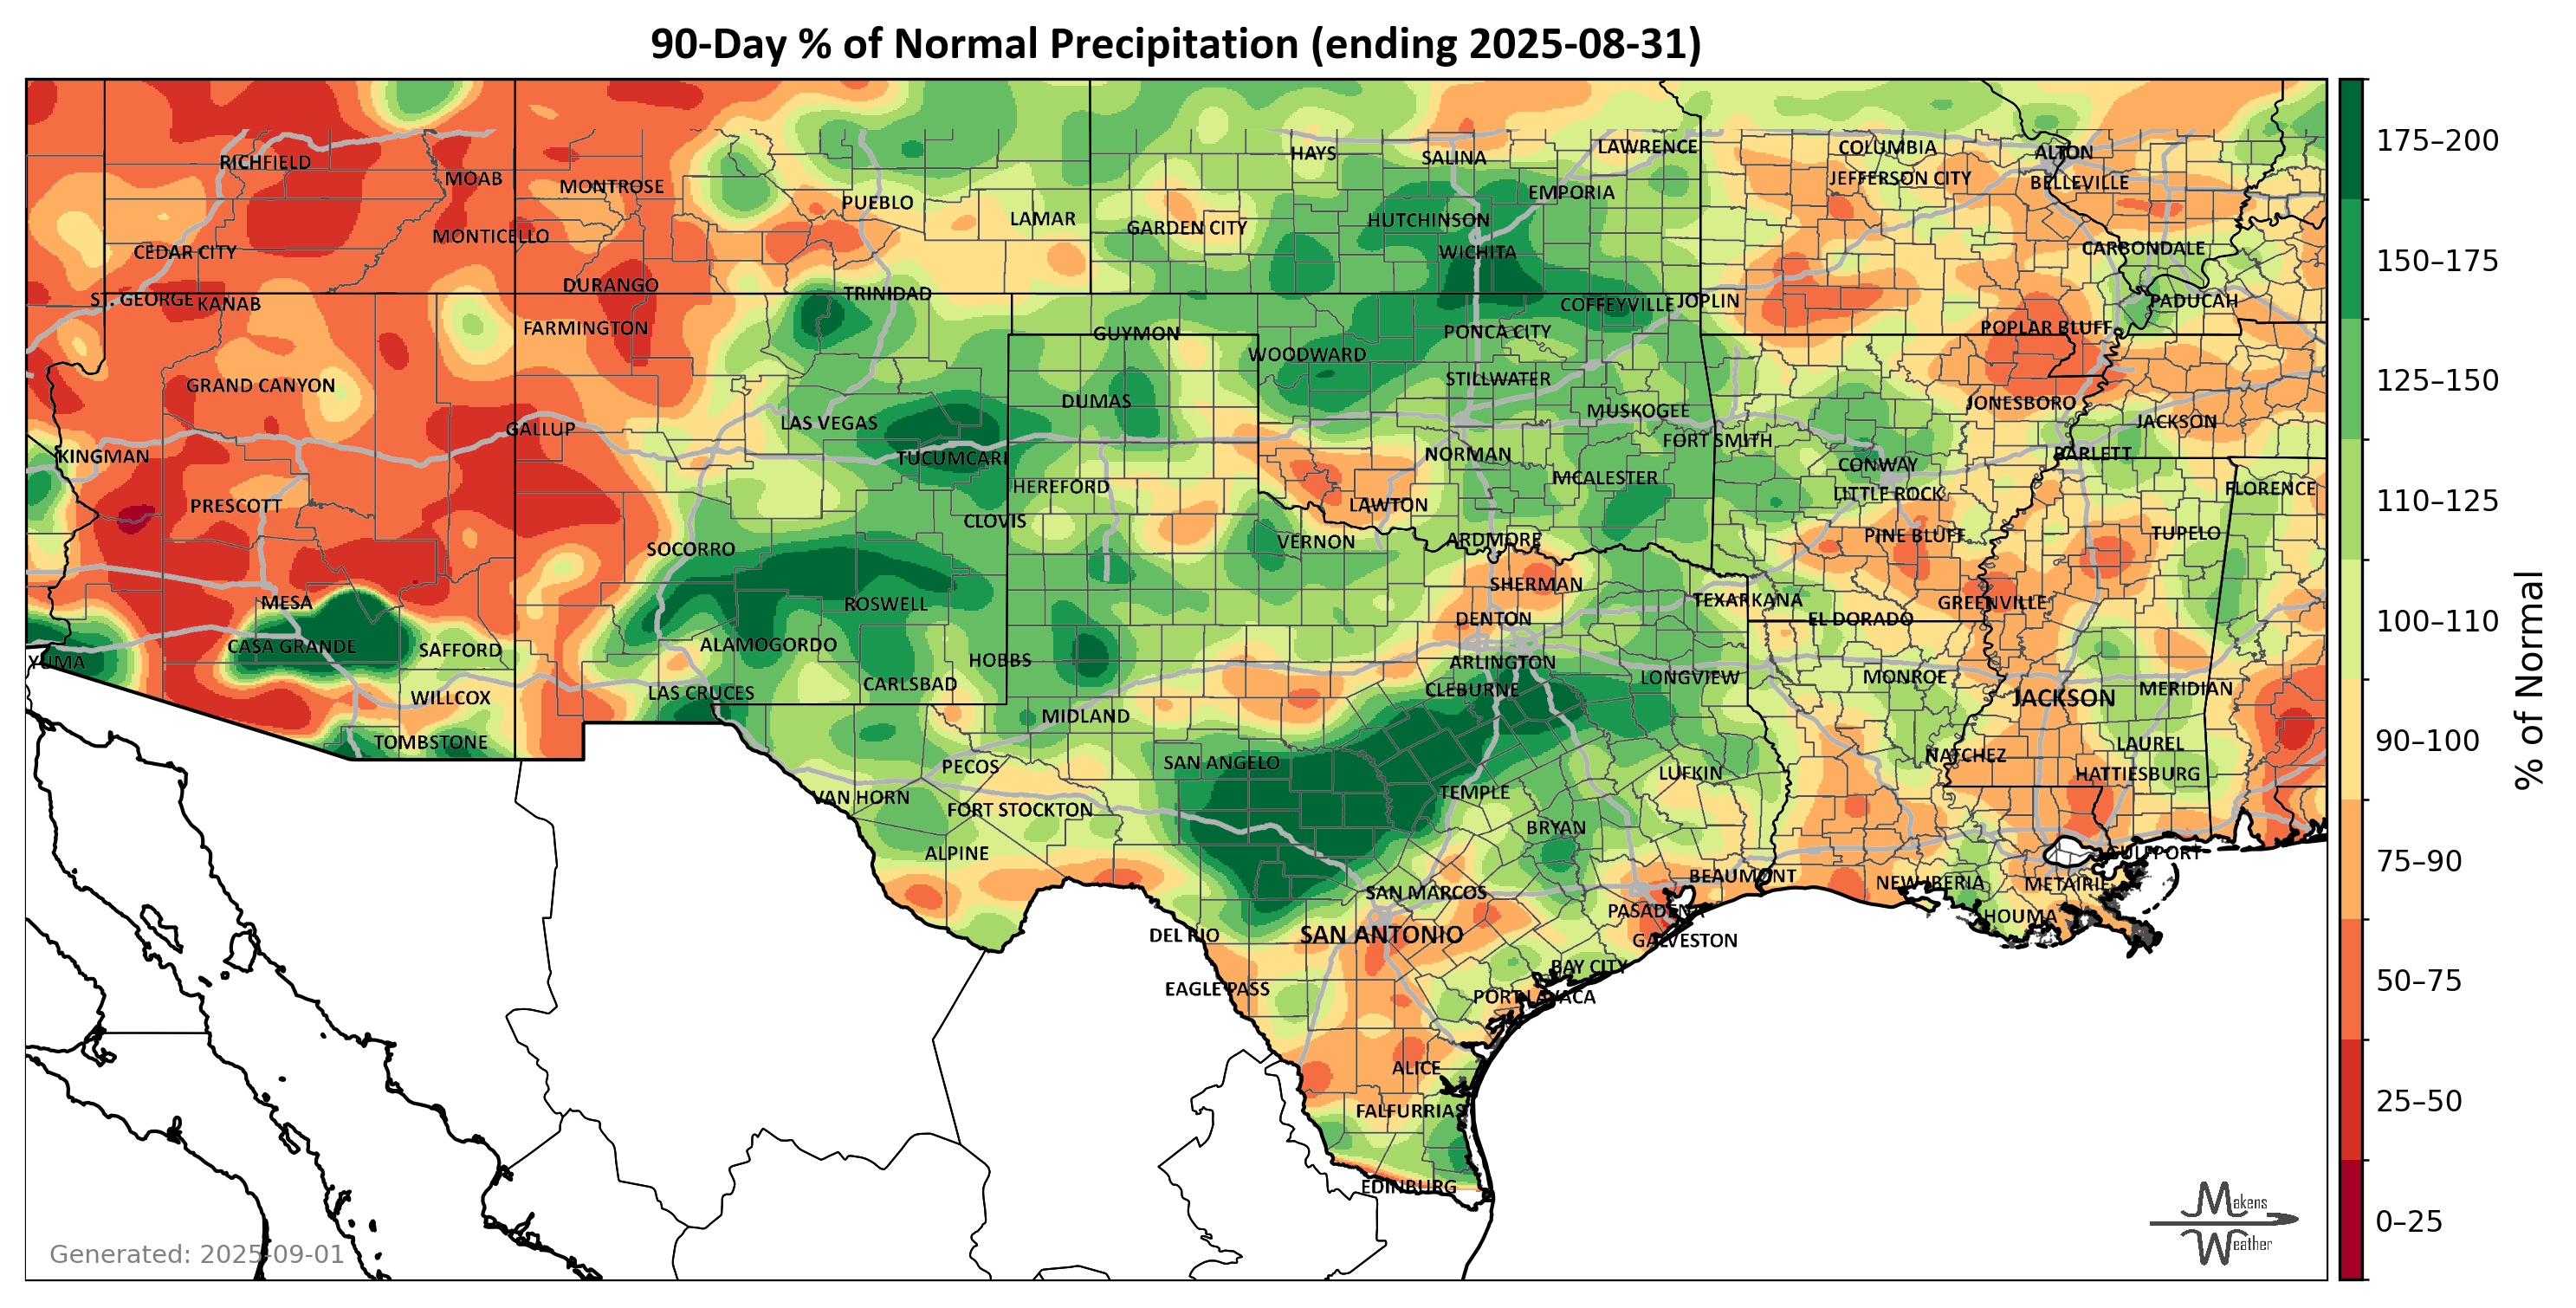 90-Day % of Normal Precipitation (ending 2025-08-31)
HAYS
LAWRENCE
COLUMBIA
ALTON
RICHFIELD
SALINA
MOAB
MONTROSE
EMPORIA
JEFFERSON CITY
BELLEVILLE
PUEBLO
LAMAR
HUTCHINSON
GARDEN CITY
MONTICELLO
CEDAR CITY
WICHITA
CARBONDALE
DURANGO
TRINIDAD
ST. GEORGE
KANAB
COFFEYVILLE
JOPLIN
PADUCAH
FARMINGTON
GUYMON
PONCA CITY
POPLAR BLUFF
WOODWARD
GRAND CANYON
STILLWATER
DUMAS
MUSKOGEE
JONESBORO
LAS VEGAS
JACKSON
GALLUP
FORT SMITH
KINGMAN
TUCUMCARI
NORMAN
BARLETT
CONWAY
HEREFORD
MCALESTER
FLORENCE
PRESCOTT
LAWTON
LITTLE ROCK
CLOVIS
PINE BLUFF
TUPELO
SOCORRO
VERNON
ARDMORE
SHERMAN
MESA
ROSWELL
TEXARKANA
GREENVILLE
DENTON
EL DORADO
CASA GRANDE
SAFFORD
ALAMOGORDO
YUMA
HOBBS
ARLINGTON
LONGVIEW
MONROE
CARLSBAD
CLEBURNE
MERIDIAN
WILLCOX
LAS CRUCES
JACKSON
MIDLAND
TOMBSTONE
LAUREL
PECOS
SAN ANGELO
NATCHEZ
LUFKIN
HATTIESBURG
VAN HORN
FORT STOCKTON
TEMPLE
BRYAN
ALPINE
GULFPORT
BEAUMONT
NEW IBERIA
METAIRIE
SAN MARCOS
PASADENA
HOUMA
DEL RIO
SAN ANTONIO
GALVESTON
BAY CITY
EAGLE PASS
PORT LAVACA
ALICE
FALFURRIAS
EDINBURG
175–200
150–175
125–150
110–125
100–110
90–100
75–90
50–75
25–50
0–25
% of Normal
Generated: 2025-09-01
Makens
Weather